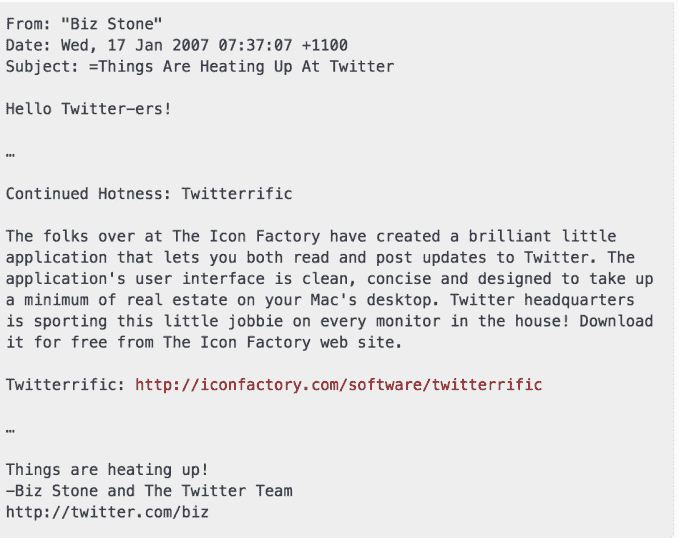 From: "Biz Stone"
Date: Wed, 17 Jan 2007 07:37:07 +1100
Subject: =Things Are Heating Up At Twitter
Hello Twitter-ers!
…
Continued Hotness: Twitterrific
The folks over at The Icon Factory have created a brilliant little
application that lets you both read and post updates to Twitter. The
application's user interface is clean, concise and designed to take up
a minimum of real estate on your Mac's desktop. Twitter headquarters
is sporting this little jobbie on every monitor in the house! Download
it for free from The Icon Factory web site.
Twitterrific: http://iconfactory.com/software/twitterrific
…
Things are heating up!
-Biz Stone and The Twitter Team
http://twitter.com/biz